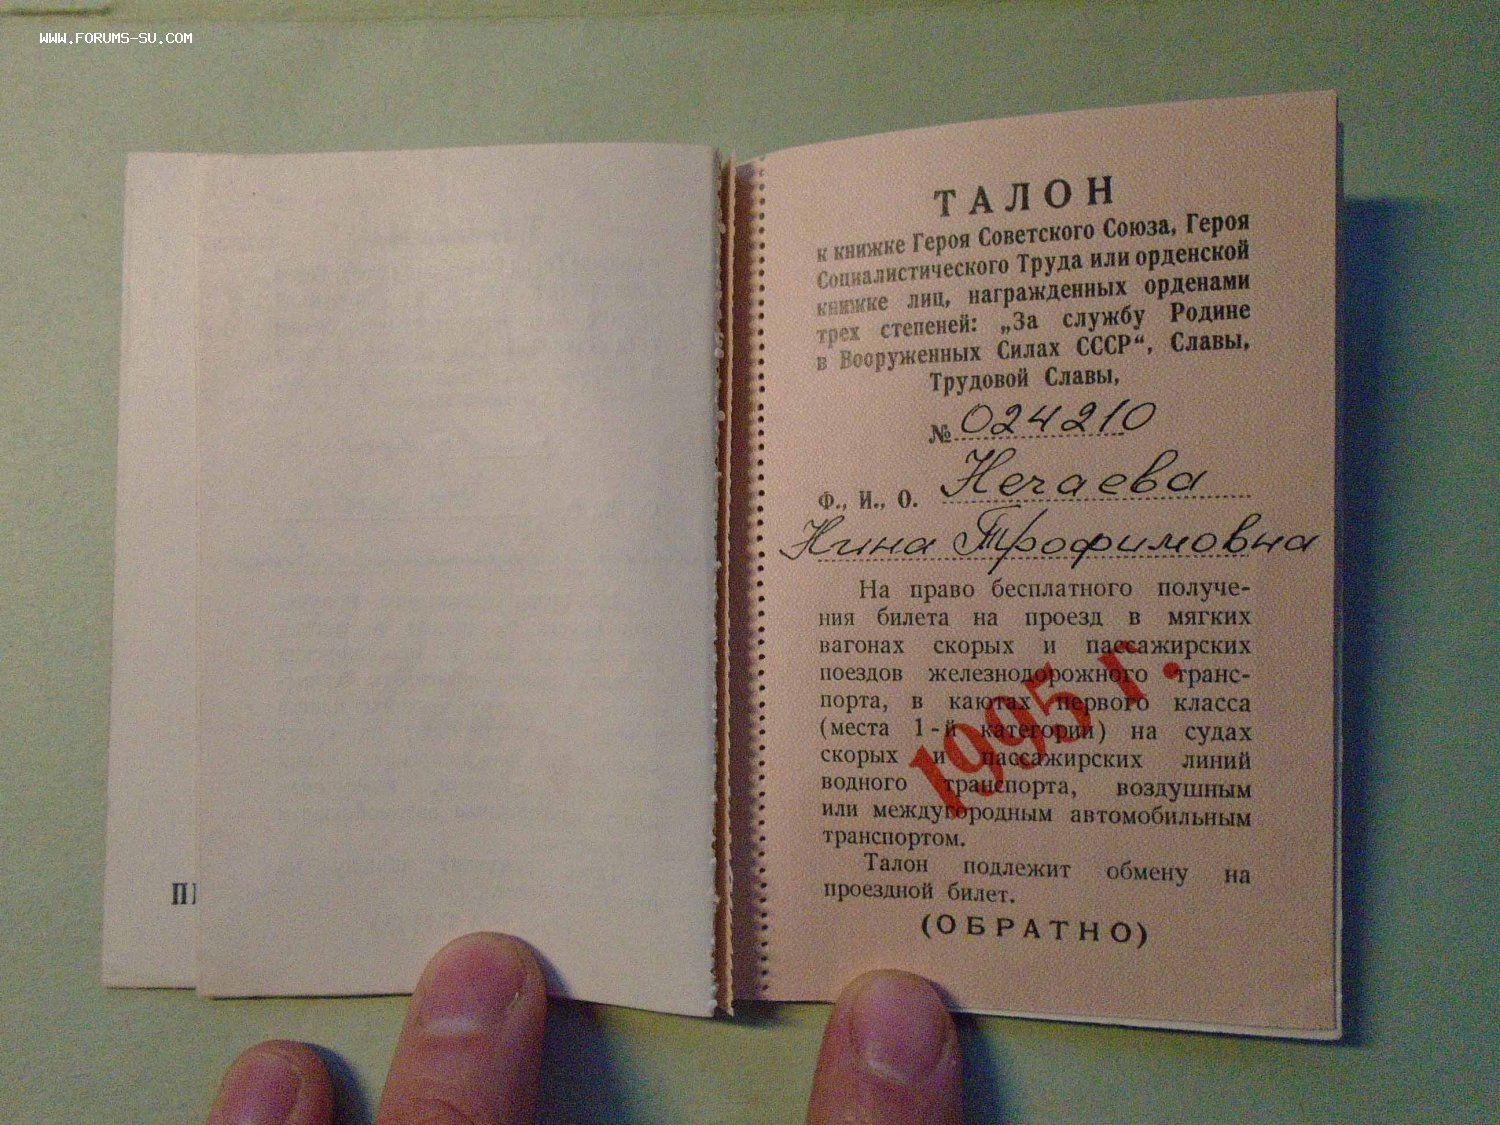 WWW.FORUMS-SU.COM
ТАЛОН
к книжке Героя Советского Союза, Героя
Социалистического Труда или орденской
книжке лиц, награжденных орденами
трех степеней: „За службу Родине
в Вооруженных Силах СССР“, Славы,
Трудовой Славы,
№ 024210
Ф., И., О. Нечаева
Нина Трофимовна
На право бесплатного получе-
ния билета на проезд в мягких
вагонах скорых и пассажирских
поездов железнодорожного транс-
порта, в каютах первого класса
(места 1-й категории) на судах
скорых и пассажирских линий
водного транспорта, воздушным
или междугородным автомобильным
транспортом.
Талон подлежит обмену на
проездной билет.
(ОБРАТНО)
1995 г.